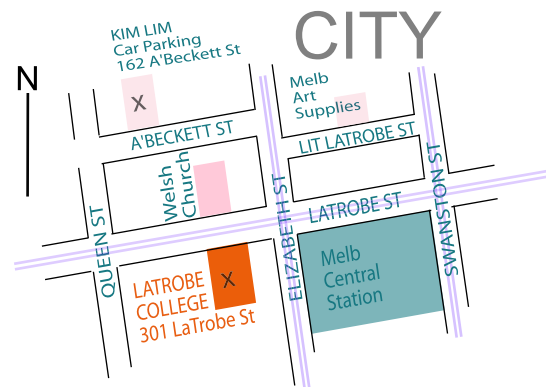 CITY
KIM LIM
Car Parking
162 A'Beckett St
N
X
Melb
Art
Supplies
A'BECKETT ST
LIT LATROBE ST
Welsh
Church
QUEEN ST
ELIZABETH ST
SWANSTON ST
LATROBE ST
LATROBE
COLLEGE
301 LaTrobe St
X
Melb
Central
Station